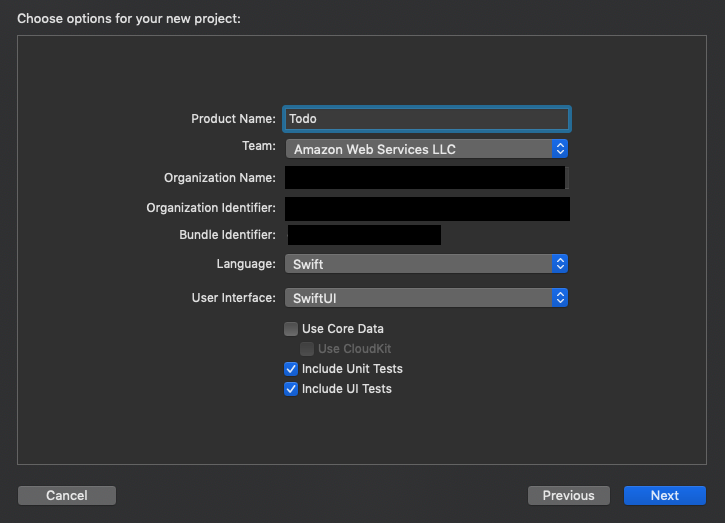 Choose options for your new project:
Product Name: Todo
Team: Amazon Web Services LLC
Organization Name:
Organization Identifier:
Bundle Identifier:
Language: Swift
User Interface: SwiftUI
Use Core Data
Use CloudKit
Include Unit Tests
Include UI Tests
Cancel Previous Next